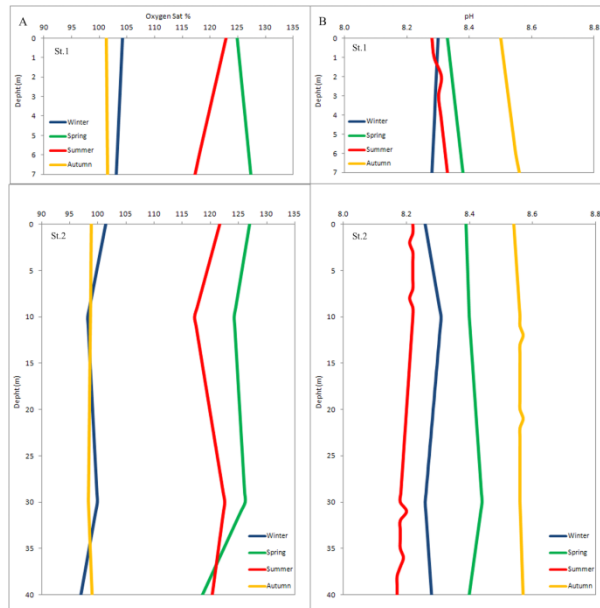 A
Oxygen Sat %
90 95 100 105 110 115 120 125 130 135
St.1
Depht (m)
0
1
2
3
4
5
6
7
Winter
Spring
Summer
Autumn
B
pH
8.0 8.2 8.4 8.6 8.8
St.1
Depht (m)
0
1
2
3
4
5
6
7
Winter
Spring
Summer
Autumn
90 95 100 105 110 115 120 125 130 135
St.2
Depht (m)
0
5
10
15
20
25
30
35
40
Winter
Spring
Summer
Autumn
8.0 8.2 8.4 8.6 8.8
St.2
Depht (m)
0
5
10
15
20
25
30
35
40
Winter
Spring
Summer
Autumn